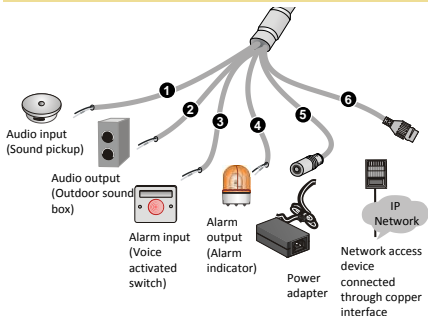 1
2
3
4
5
6
Audio input
(Sound pickup)
Audio output
(Outdoor sound
box)
Alarm input
(Voice
activated
switch)
Alarm
output
(Alarm
indicator)
Power
adapter
IP
Network
Network access
device
connected
through copper
interface